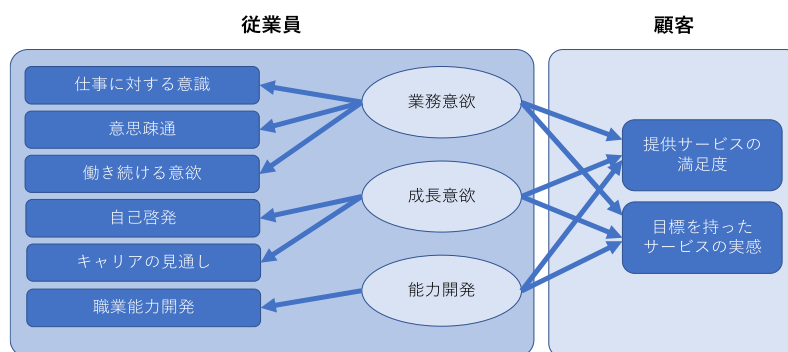 従業員
顧客
仕事に対する意識
意思疎通
働き続ける意欲
自己啓発
キャリアの見通し
職業能力開発
業務意欲
成長意欲
能力開発
提供サービスの
満足度
目標を持った
サービスの実感